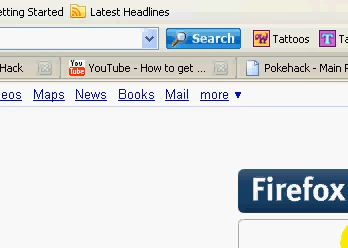 etting Started Latest Headlines
Search Tattoos Ta
Hack YouTube - How to get ... Pokehack - Main F
eos Maps News Books Mail more
Firefox